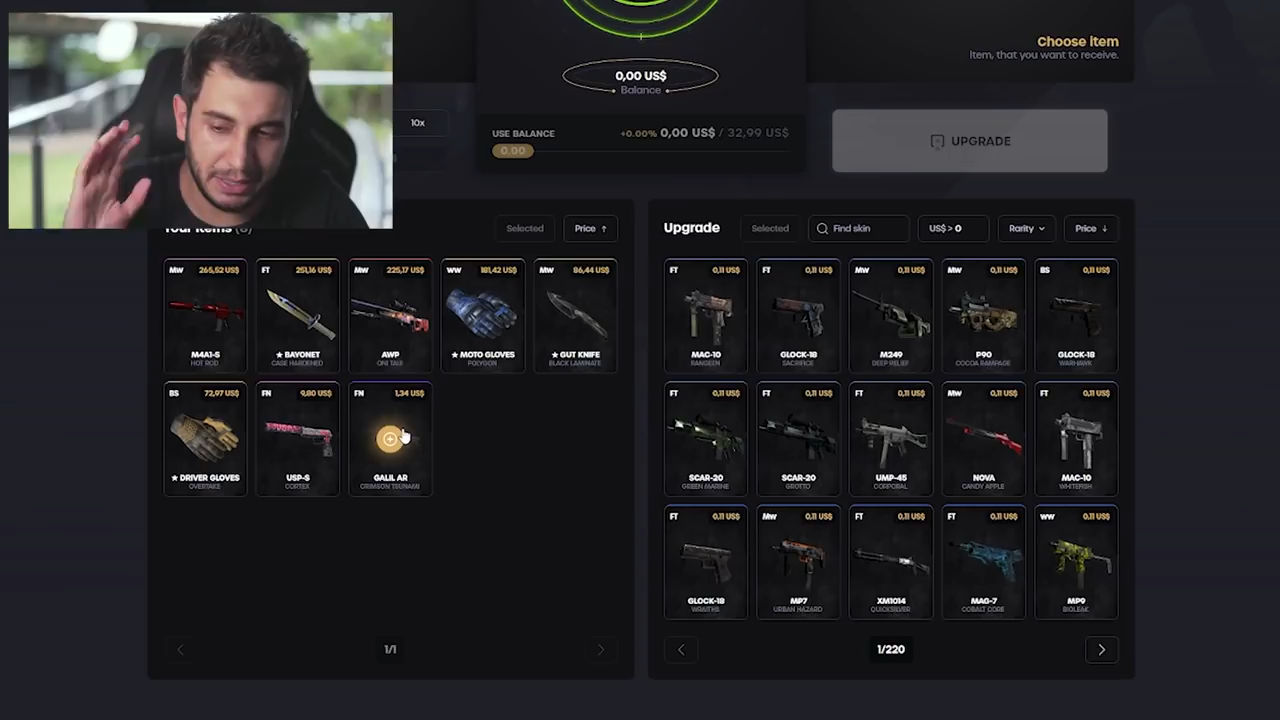 Choose item
Item, that you want to receive.
0,00 US$
Balance
10x
USE BALANCE
+0.00% 0,00 US$ / 32,99 US$
0.00
UPGRADE
Your items (8)
Selected
Price ↑
Upgrade
Selected
Find skin
US$ > 0
Rarity
Price ↓
MW 265,52 US$
FT 251,16 US$
MW 225,17 US$
WW 181,42 US$
MW 86,44 US$
M4A1-S
HOT ROD
★ BAYONET
CASE HARDENED
AWP
ONI TAIJI
★ MOTO GLOVES
POLYGON
★ GUT KNIFE
BLACK LAMINATE
BS 72,97 US$
FN 9,80 US$
FN 1,34 US$
★ DRIVER GLOVES
OVERTAKE
USP-S
CORTEX
GALIL AR
CRIMSON TSUNAMI
1/1
FT 0,11 US$
FT 0,11 US$
MW 0,11 US$
MW 0,11 US$
BS 0,11 US$
MAC-10
RANGEEN
GLOCK-18
SACRIFICE
M249
DEEP RELIEF
P90
COCOA RAMPAGE
GLOCK-18
WARHAWK
FT 0,11 US$
FT 0,11 US$
FT 0,11 US$
MW 0,11 US$
FT 0,11 US$
SCAR-20
GREEN MARINE
SCAR-20
GROTTO
UMP-45
CORPORAL
NOVA
CANDY APPLE
MAC-10
WHITEFISH
FT 0,11 US$
MW 0,11 US$
FT 0,11 US$
FT 0,11 US$
WW 0,11 US$
GLOCK-18
WRAITHS
MP7
URBAN HAZARD
XM1014
QUICKSILVER
MAG-7
COBALT CORE
MP9
BIOLEAK
1/220